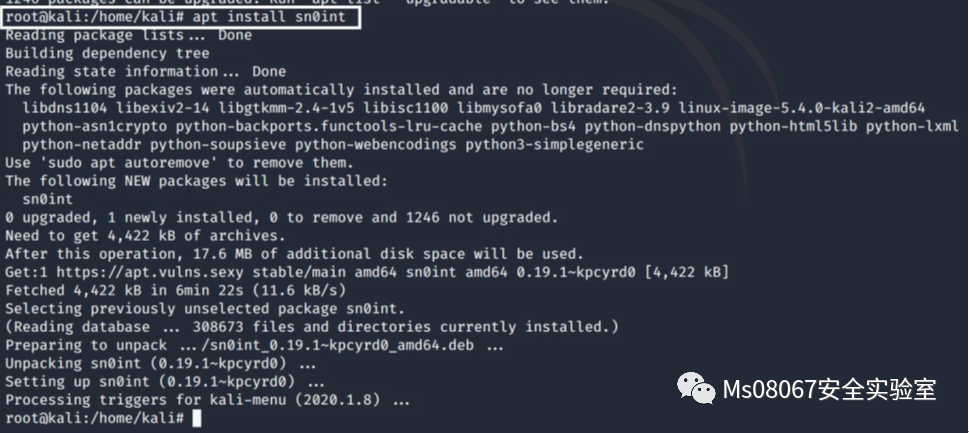 1246 packages can be upgraded. Run 'apt list --upgradable' to see them.
root@kali:/home/kali# apt install sn0int
Reading package lists... Done
Building dependency tree
Reading state information... Done
The following packages were automatically installed and are no longer required:
  libdns1104 libexiv2-14 libgtkmm-2.4-1v5 libisc1100 libmysofa0 libradare2-3.9 linux-image-5.4.0-kali2-amd64
  python-asn1crypto python-backports.functools-lru-cache python-bs4 python-dnspython python-html5lib python-lxml
  python-netaddr python-soupsieve python-webencodings python3-simplegeneric
Use 'sudo apt autoremove' to remove them.
The following NEW packages will be installed:
  sn0int
0 upgraded, 1 newly installed, 0 to remove and 1246 not upgraded.
Need to get 4,422 kB of archives.
After this operation, 17.6 MB of additional disk space will be used.
Get:1 https://apt.vulns.sexy stable/main amd64 sn0int amd64 0.19.1~kpcyrd0 [4,422 kB]
Fetched 4,422 kB in 6min 22s (11.6 kB/s)
Selecting previously unselected package sn0int.
(Reading database ... 308673 files and directories currently installed.)
Preparing to unpack .../sn0int_0.19.1~kpcyrd0_amd64.deb ...
Unpacking sn0int (0.19.1~kpcyrd0) ...
Setting up sn0int (0.19.1~kpcyrd0) ...
Processing triggers for kali-menu (2020.1.8) ...
root@kali:/home/kali#
Ms08067安全实验室